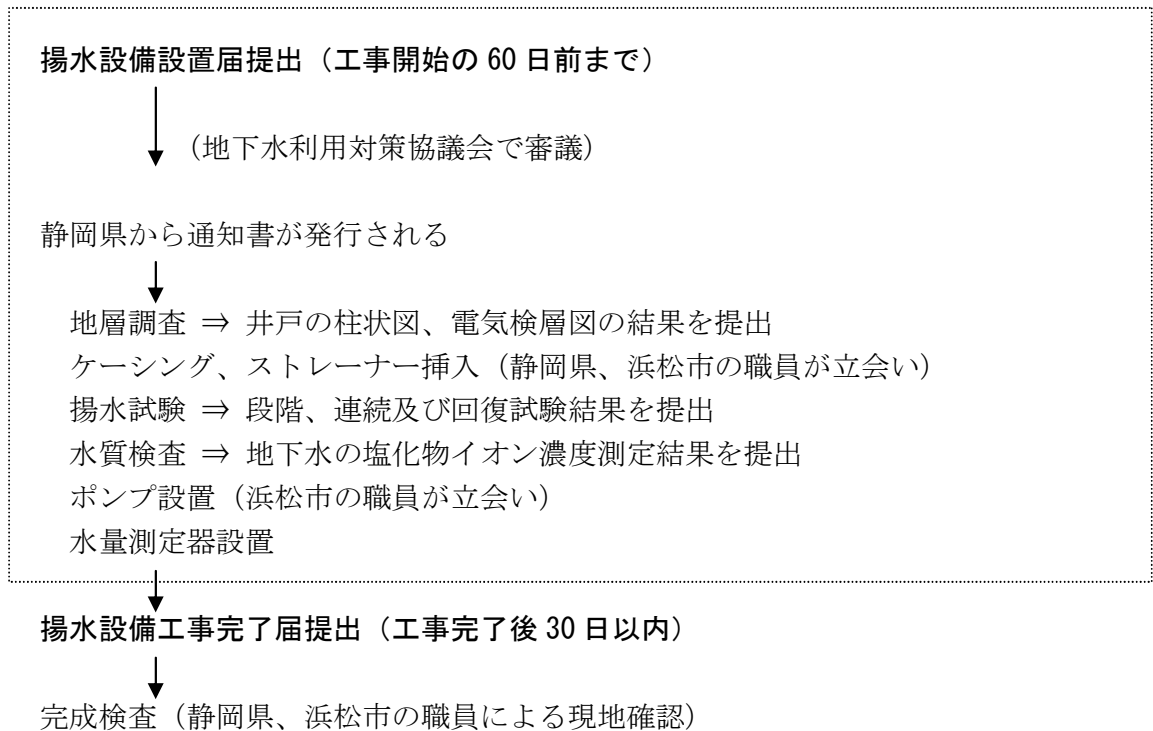 揚水設備設置届提出（工事開始の 60 日前まで）
（地下水利用対策協議会で審議）
静岡県から通知書が発行される
地層調査 ⇒ 井戸の柱状図、電気検層図の結果を提出
ケーシング、ストレーナー挿入（静岡県、浜松市の職員が立会い）
揚水試験 ⇒ 段階、連続及び回復試験結果を提出
水質検査 ⇒ 地下水の塩化物イオン濃度測定結果を提出
ポンプ設置（浜松市の職員が立会い）
水量測定器設置
揚水設備工事完了届提出（工事完了後 30 日以内）
完成検査（静岡県、浜松市の職員による現地確認）